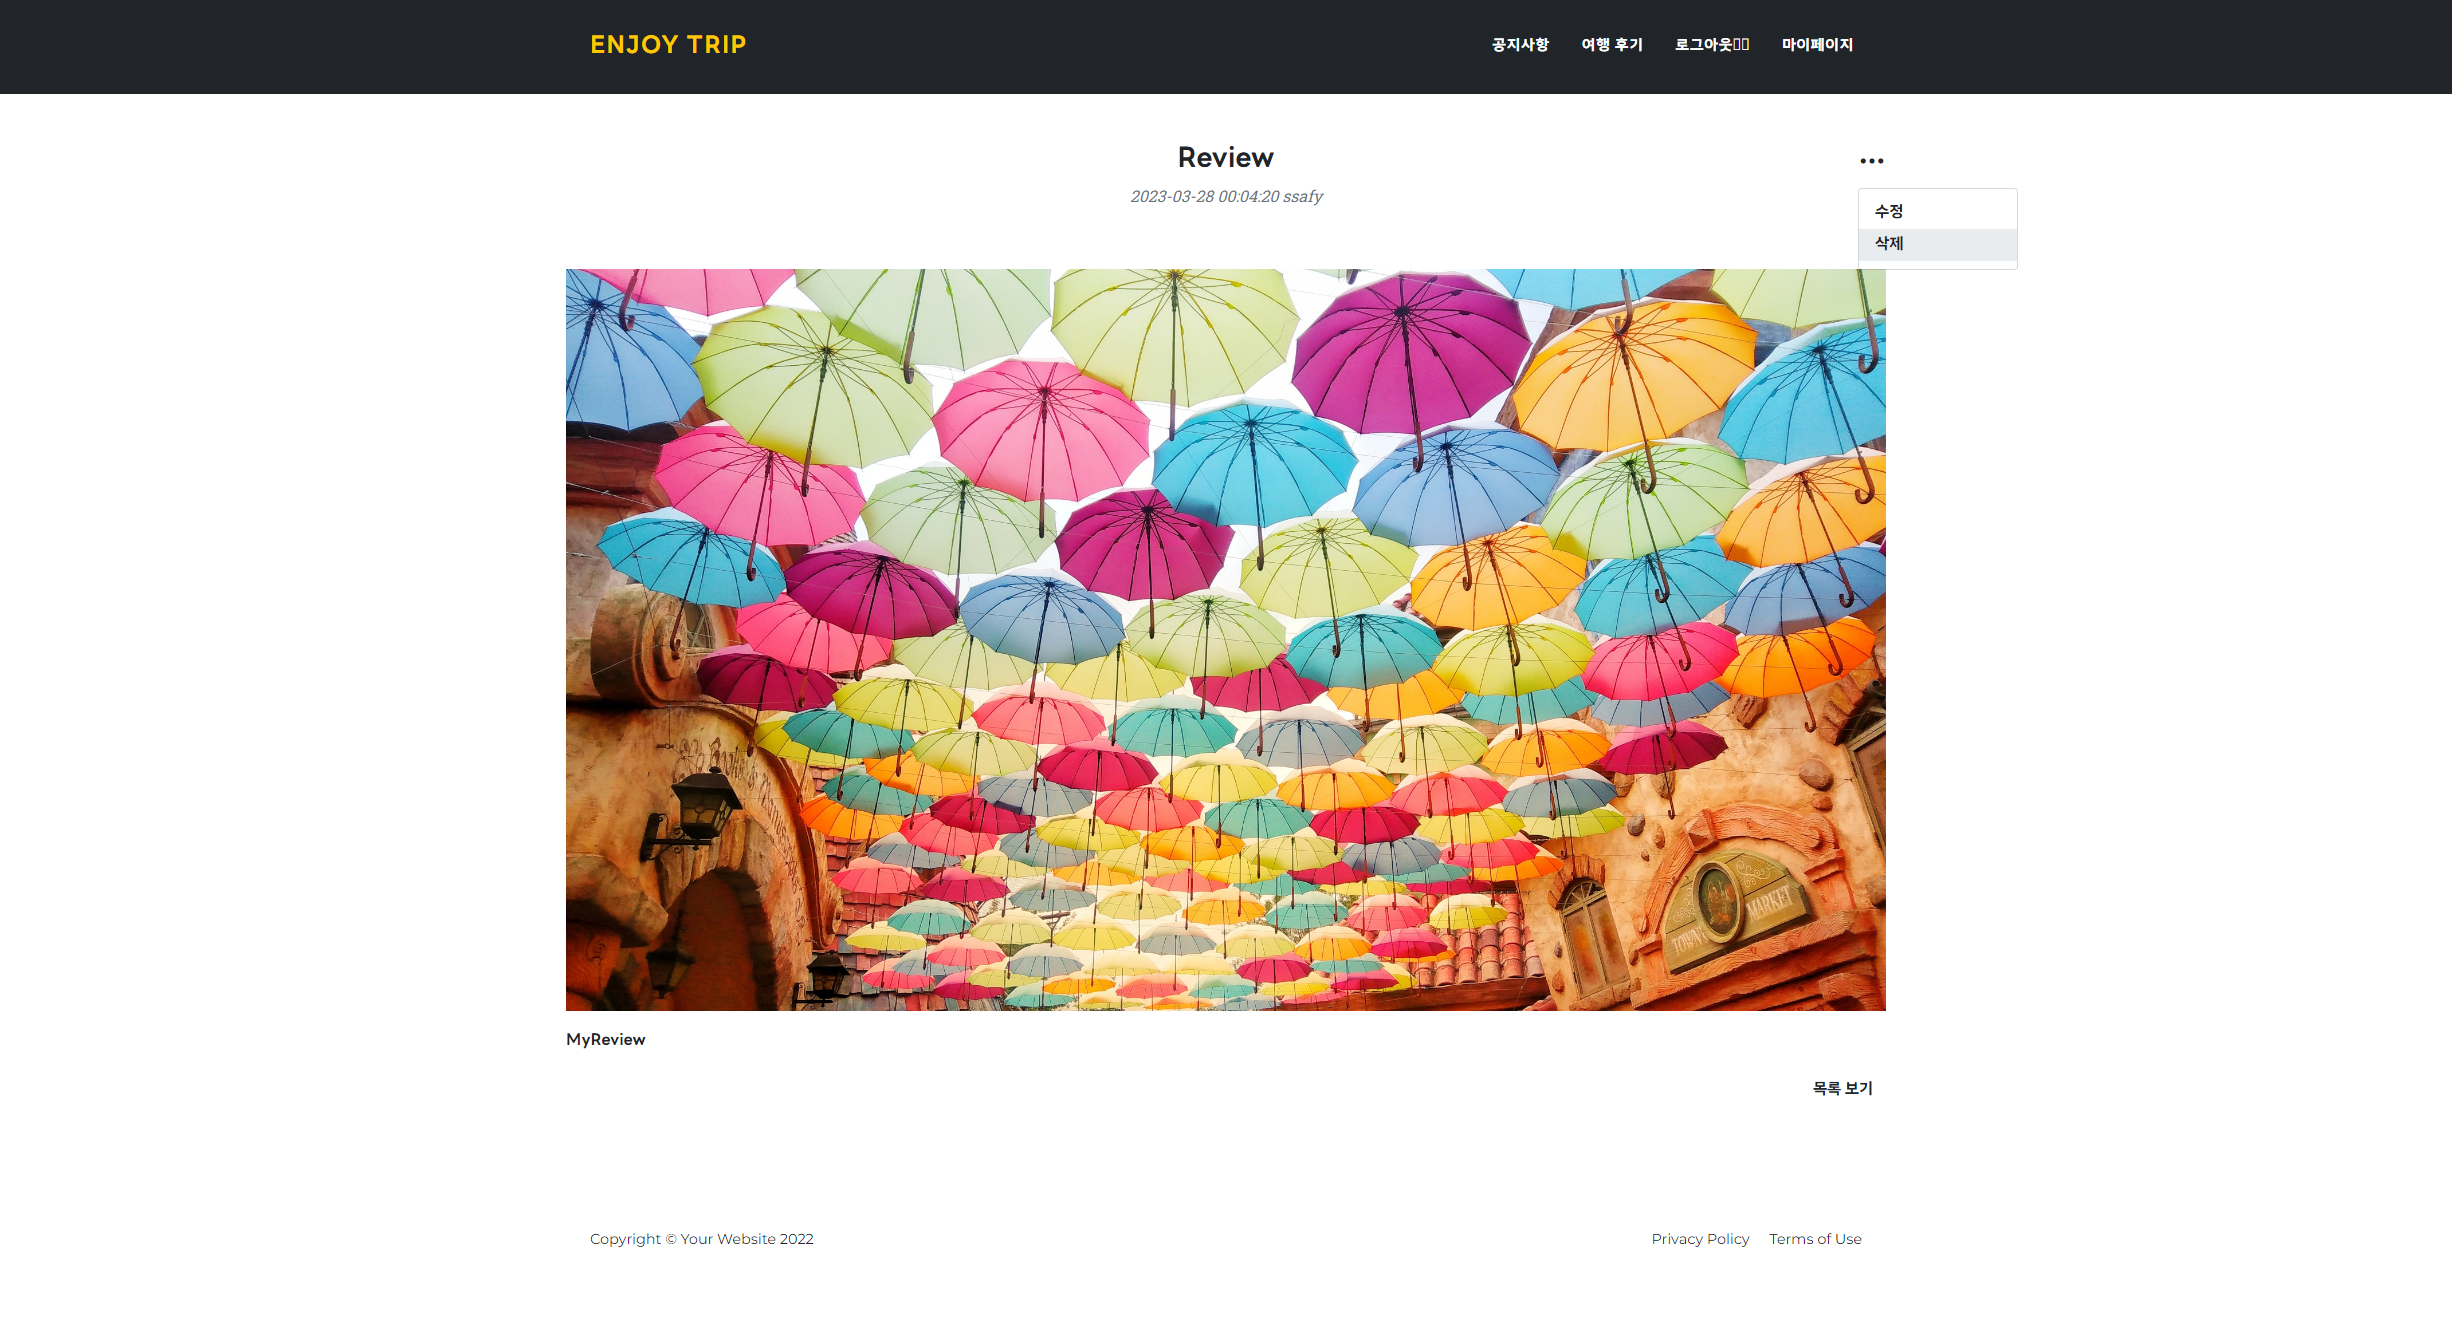 ENJOY TRIP
공지사항 여행 후기 로그아웃 마이페이지
Review
2023-03-28 00:04:20 ssafy
수정
삭제
TOWN MARKET
MyReview
목록 보기
Copyright © Your Website 2022
Privacy Policy Terms of Use